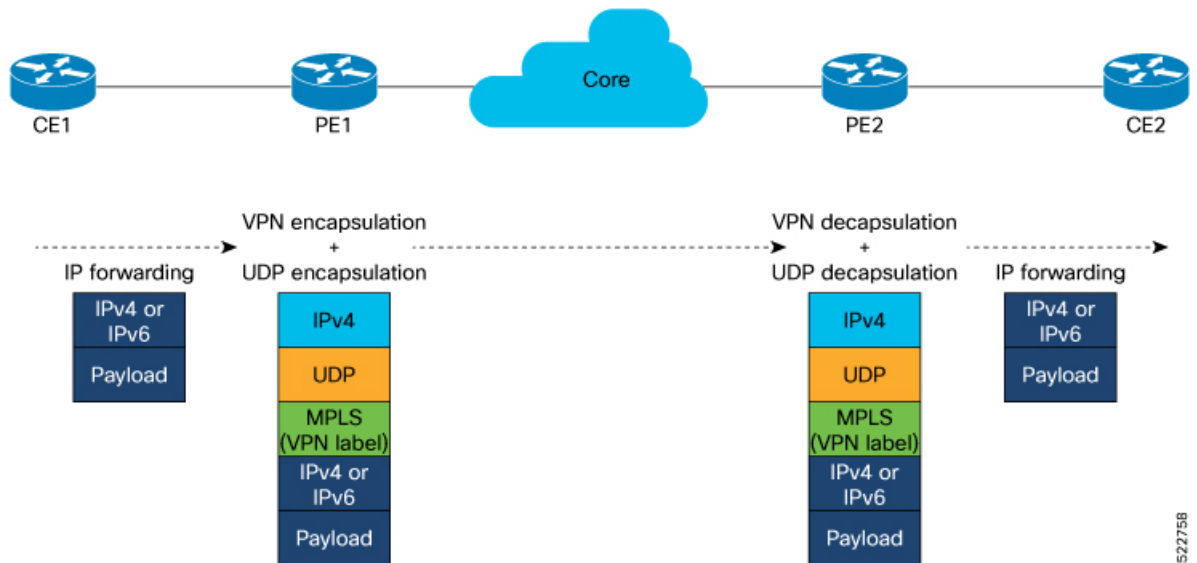 Core
CE1
PE1
PE2
CE2
VPN encapsulation
+
UDP encapsulation
VPN decapsulation
+
UDP decapsulation
IP forwarding
IP forwarding
IPv4 or
IPv6
Payload
IPv4
UDP
MPLS
(VPN label)
IPv4 or
IPv6
Payload
IPv4
UDP
MPLS
(VPN label)
IPv4 or
IPv6
Payload
IPv4 or
IPv6
Payload
522758